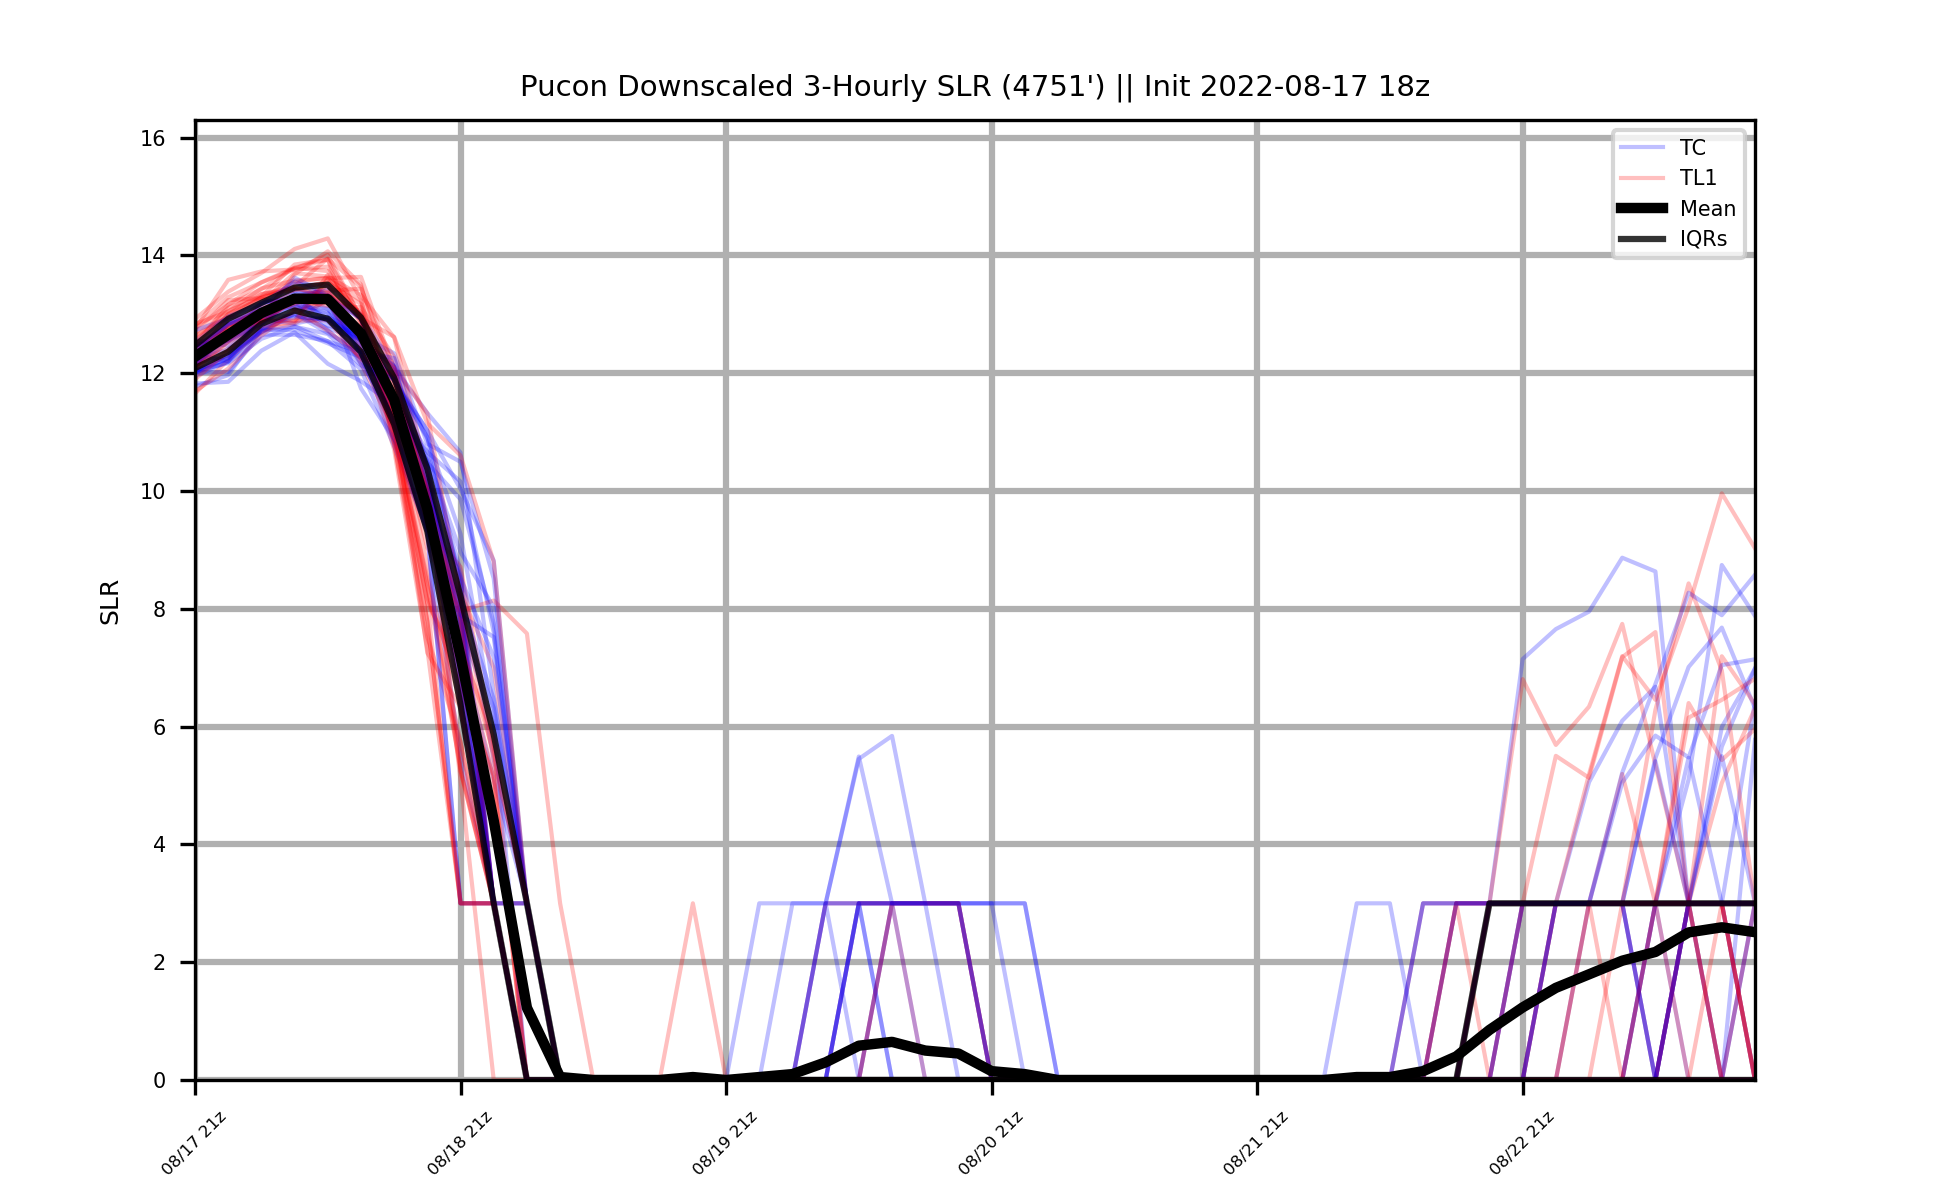 Pucon Downscaled 3-Hourly SLR (4751') || Init 2022-08-17 18z
16
14
12
10
8
6
4
2
0
SLR
TC
TL1
Mean
IQRs
08/17 21z
08/18 21z
08/19 21z
08/20 21z
08/21 21z
08/22 21z